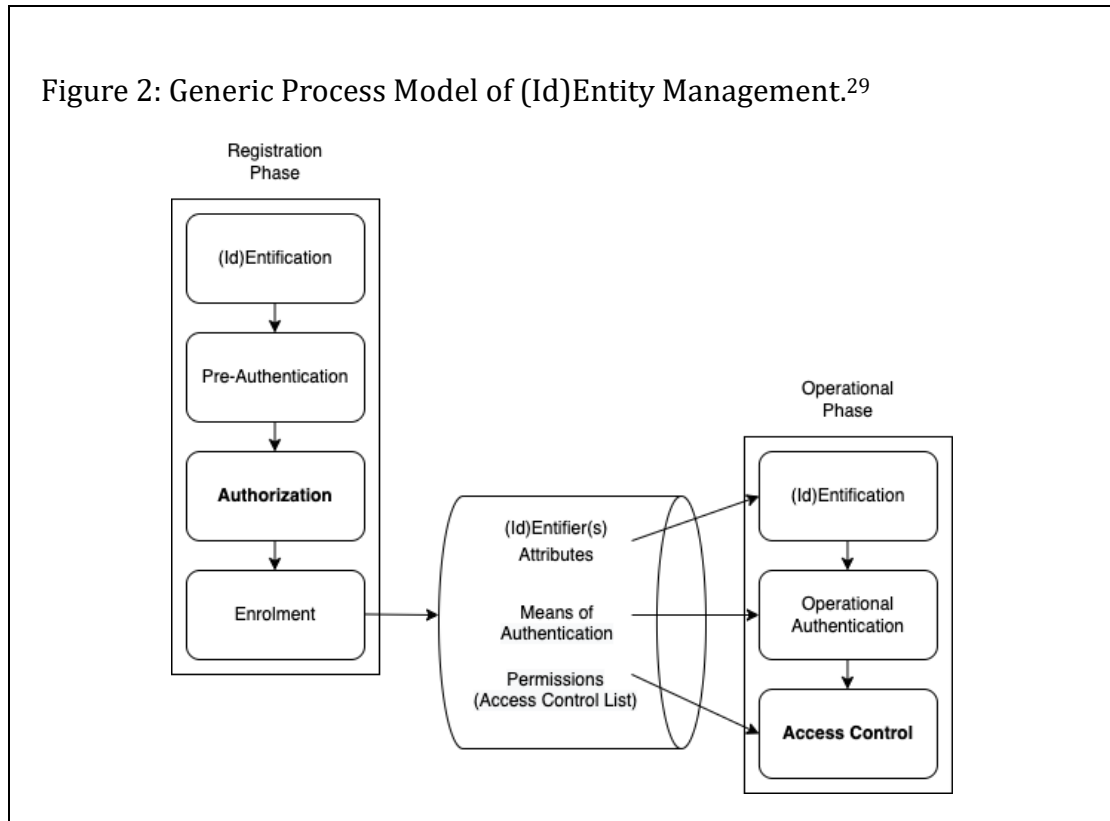 Figure 2: Generic Process Model of (Id)Entity Management.29
Registration
Phase
(Id)Entification
Pre-Authentication
Authorization
Enrolment
(Id)Entifier(s)
Attributes
Means of
Authentication
Permissions
(Access Control List)
Operational
Phase
(Id)Entification
Operational
Authentication
Access Control